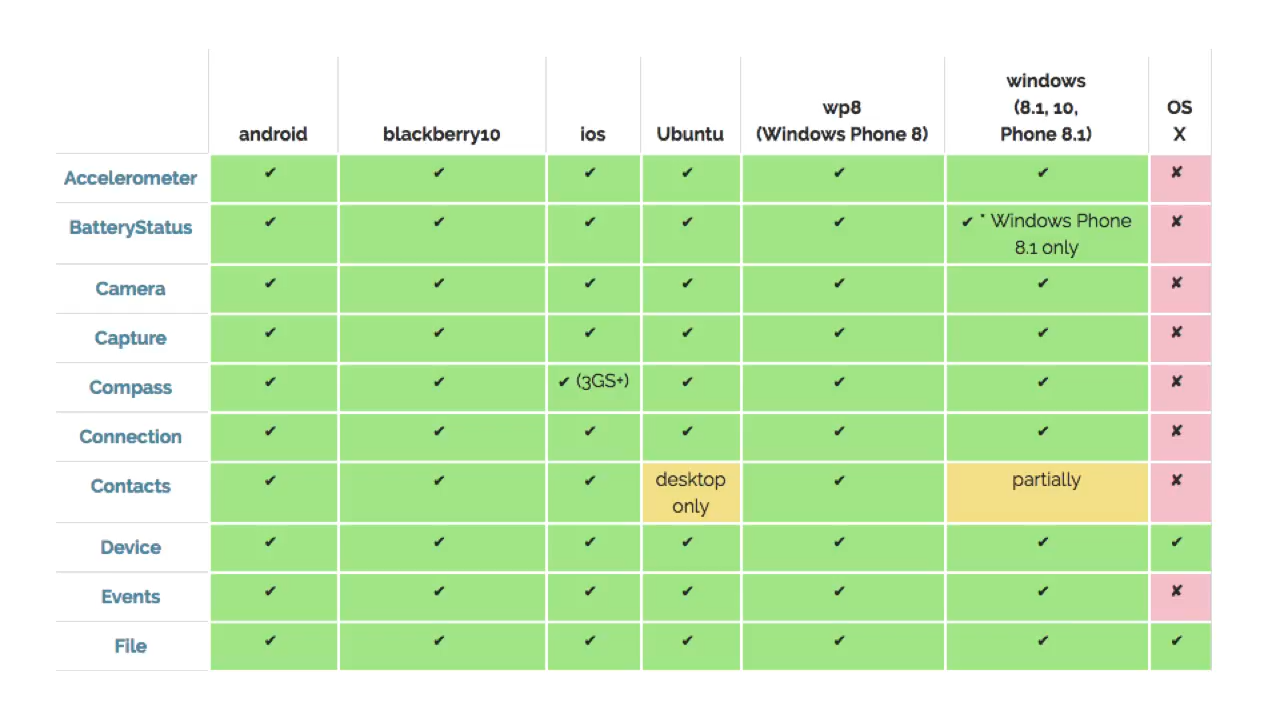 android blackberry10 ios Ubuntu wp8 (Windows Phone 8) windows (8.1, 10, Phone 8.1) OS X
Accelerometer ✔ ✔ ✔ ✔ ✔ ✔ ✘
BatteryStatus ✔ ✔ ✔ ✔ ✔ ✔ * Windows Phone 8.1 only ✘
Camera ✔ ✔ ✔ ✔ ✔ ✔ ✘
Capture ✔ ✔ ✔ ✔ ✔ ✔ ✘
Compass ✔ ✔ ✔ (3GS+) ✔ ✔ ✔ ✘
Connection ✔ ✔ ✔ ✔ ✔ ✔ ✘
Contacts ✔ ✔ ✔ desktop only ✔ partially ✘
Device ✔ ✔ ✔ ✔ ✔ ✔ ✔
Events ✔ ✔ ✔ ✔ ✔ ✔ ✘
File ✔ ✔ ✔ ✔ ✔ ✔ ✔